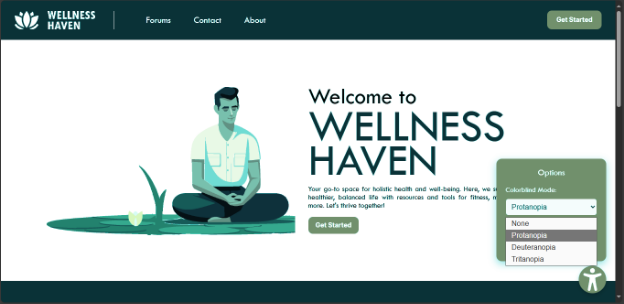 WELLNESS
HAVEN
Forums
Contact
About
Get Started
Welcome to
WELLNESS
HAVEN
Your go-to space for holistic health and well-being. Here, we
healthier, balanced life with resources and tools for fitness,
more. Let's thrive together!
Get Started
Options
Colorblind Mode:
Protanopia
None
Protanopia
Deuteranopia
Tritanopia